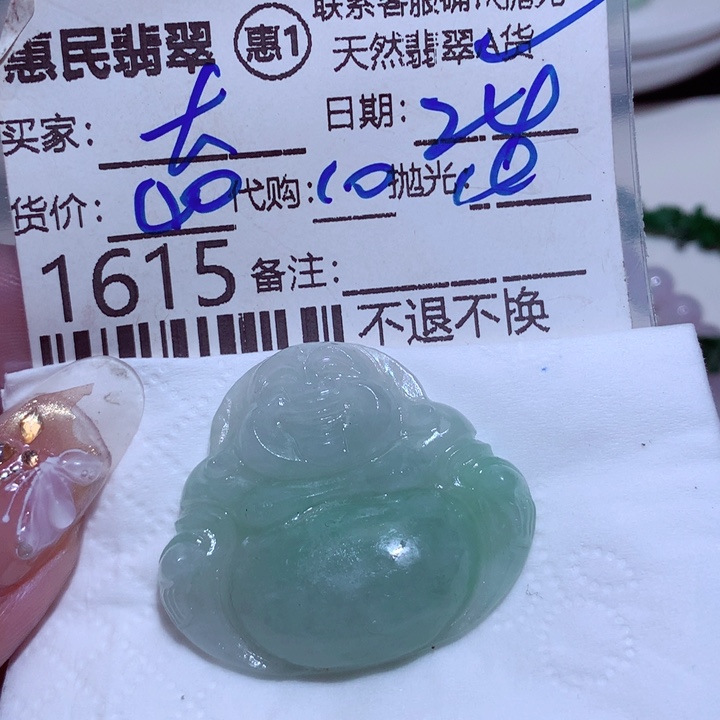 联系客服确认抛光
惠民翡翠 惠1 天然翡翠A货
买家: 日期:
货价: 代购:10 抛光:
1615 备注:
不退不换